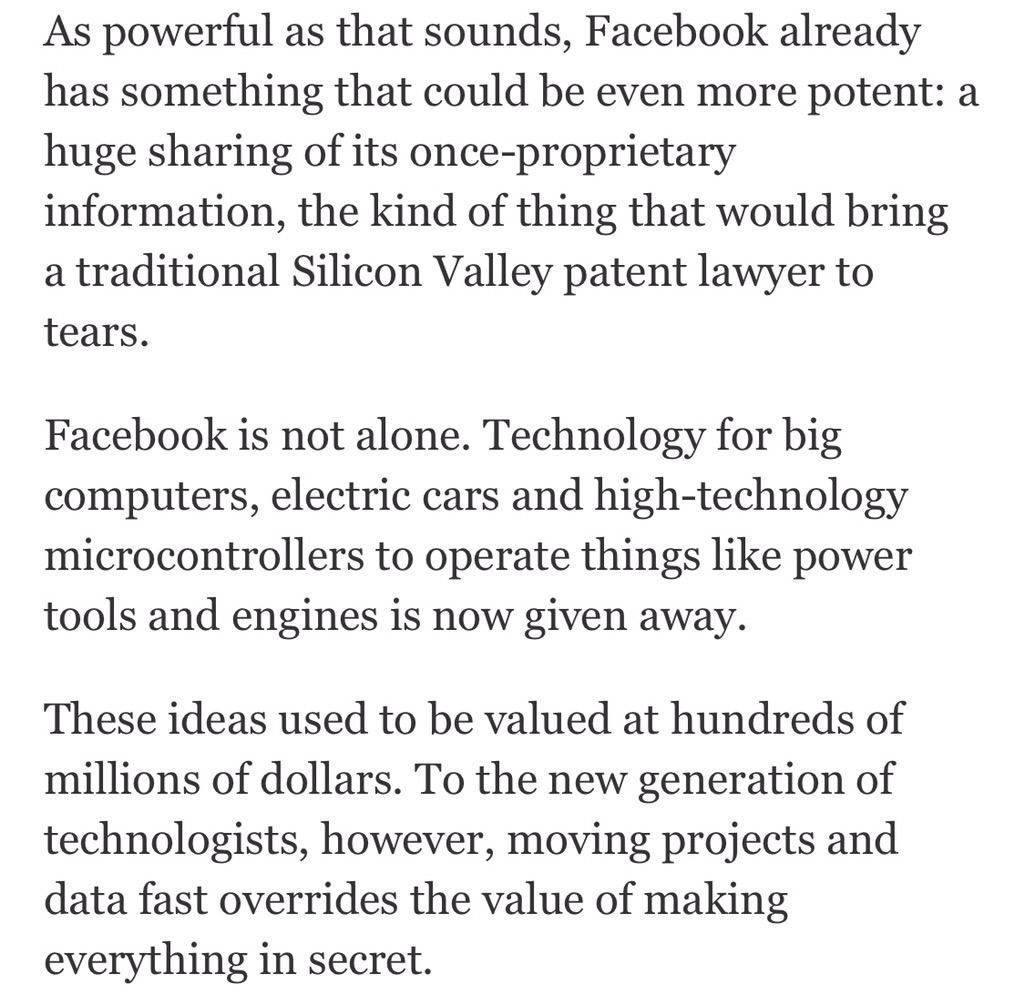 As powerful as that sounds, Facebook already
has something that could be even more potent: a
huge sharing of its once-proprietary
information, the kind of thing that would bring
a traditional Silicon Valley patent lawyer to
tears.
Facebook is not alone. Technology for big
computers, electric cars and high-technology
microcontrollers to operate things like power
tools and engines is now given away.
These ideas used to be valued at hundreds of
millions of dollars. To the new generation of
technologists, however, moving projects and
data fast overrides the value of making
everything in secret.